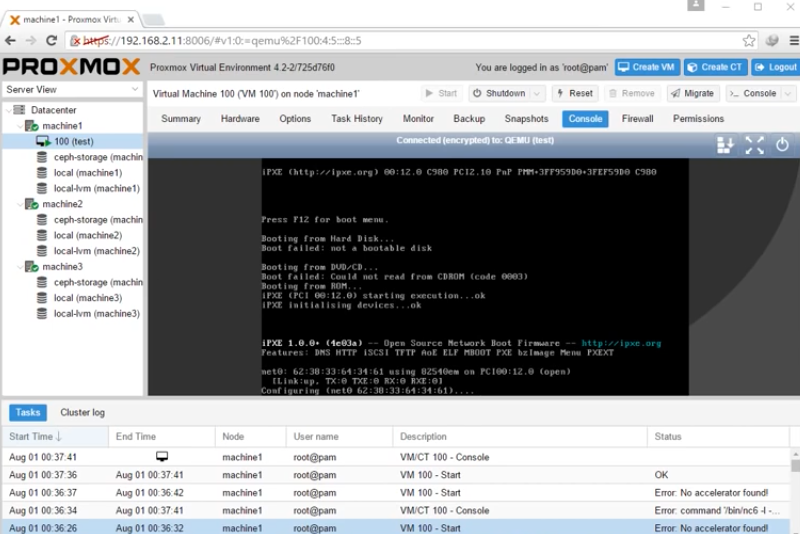 machine1 - Proxmox Virtual
https://192.168.2.11:8006/#v1:0:=qemu%2F100:4:5:::8::5
PROXMOX Proxmox Virtual Environment 4.2-2/725d76f0 You are logged in as 'root@pam' Create VM Create CT Logout
Server View Virtual Machine 100 ('VM 100') on node 'machine1' Start Shutdown Reset Remove Migrate Console
Summary Hardware Options Task History Monitor Backup Snapshots Console Firewall Permissions
Connected (encrypted) to: QEMU (test)
Datacenter
machine1
100 (test)
ceph-storage (machin
local (machine1)
local-lvm (machine1)
machine2
ceph-storage (machin
local (machine2)
local-lvm (machine2)
machine3
ceph-storage (machin
local (machine3)
local-lvm (machine3)
iPXE (http://ipxe.org) 00:12.0 C980 PCI2.10 PnP PMM+3FF959D0+3FEF59D0 C980
Press F12 for boot menu.
Booting from Hard Disk...
Boot failed: not a bootable disk
Booting from DVD/CD...
Boot failed: Could not read from CDROM (code 0003)
Booting from ROM...
iPXE (PCI 00:12.0) starting execution...ok
iPXE initialising devices...ok
iPXE 1.0.0+ (4e03a) -- Open Source Network Boot Firmware -- http://ipxe.org
Features: DNS HTTP iSCSI TFTP AoE ELF MBOOT PXE bzImage Menu PXEXT
net0: 62:38:33:64:34:61 using 82540em on PCI00:12.0 (open)
[Link:up, TX:0 TXE:0 RX:0 RXE:0]
Configuring (net0 62:38:33:64:34:61)....
Tasks Cluster log
Start Time End Time Node User name Description Status
Aug 01 00:37:41 machine1 root@pam VM/CT 100 - Console
Aug 01 00:37:36 Aug 01 00:37:41 machine1 root@pam VM 100 - Start OK
Aug 01 00:36:37 Aug 01 00:36:42 machine1 root@pam VM 100 - Start Error: No accelerator found!
Aug 01 00:36:34 Aug 01 00:37:41 machine1 root@pam VM/CT 100 - Console Error: command '/bin/nc6 -l -...
Aug 01 00:36:26 Aug 01 00:36:32 machine1 root@pam VM 100 - Start Error: No accelerator found!